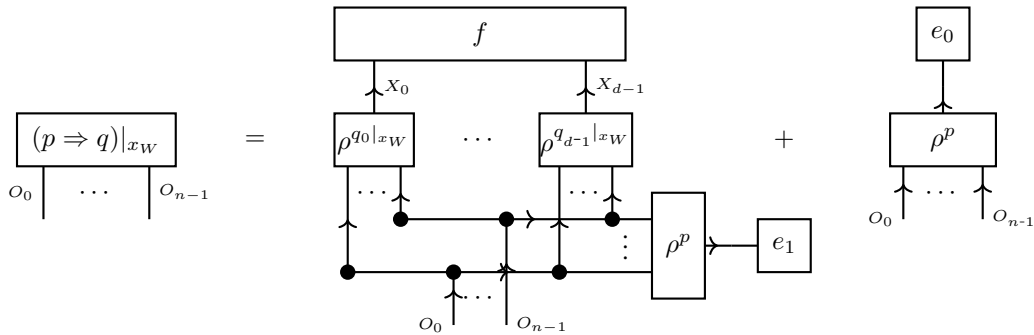 f e_0
X_0 X_{d-1}
(p ⇒ q)|_{x_W} = ρ^{q_0|_{x_W}} ⋯ ρ^{q_{d-1}|_{x_W}} + ρ^p
O_0 ⋯ O_{n-1} ⋯ ⋯ O_0 ⋯ O_{n-1}
⋮ ρ^p e_1
O_0 ⋯ O_{n-1}